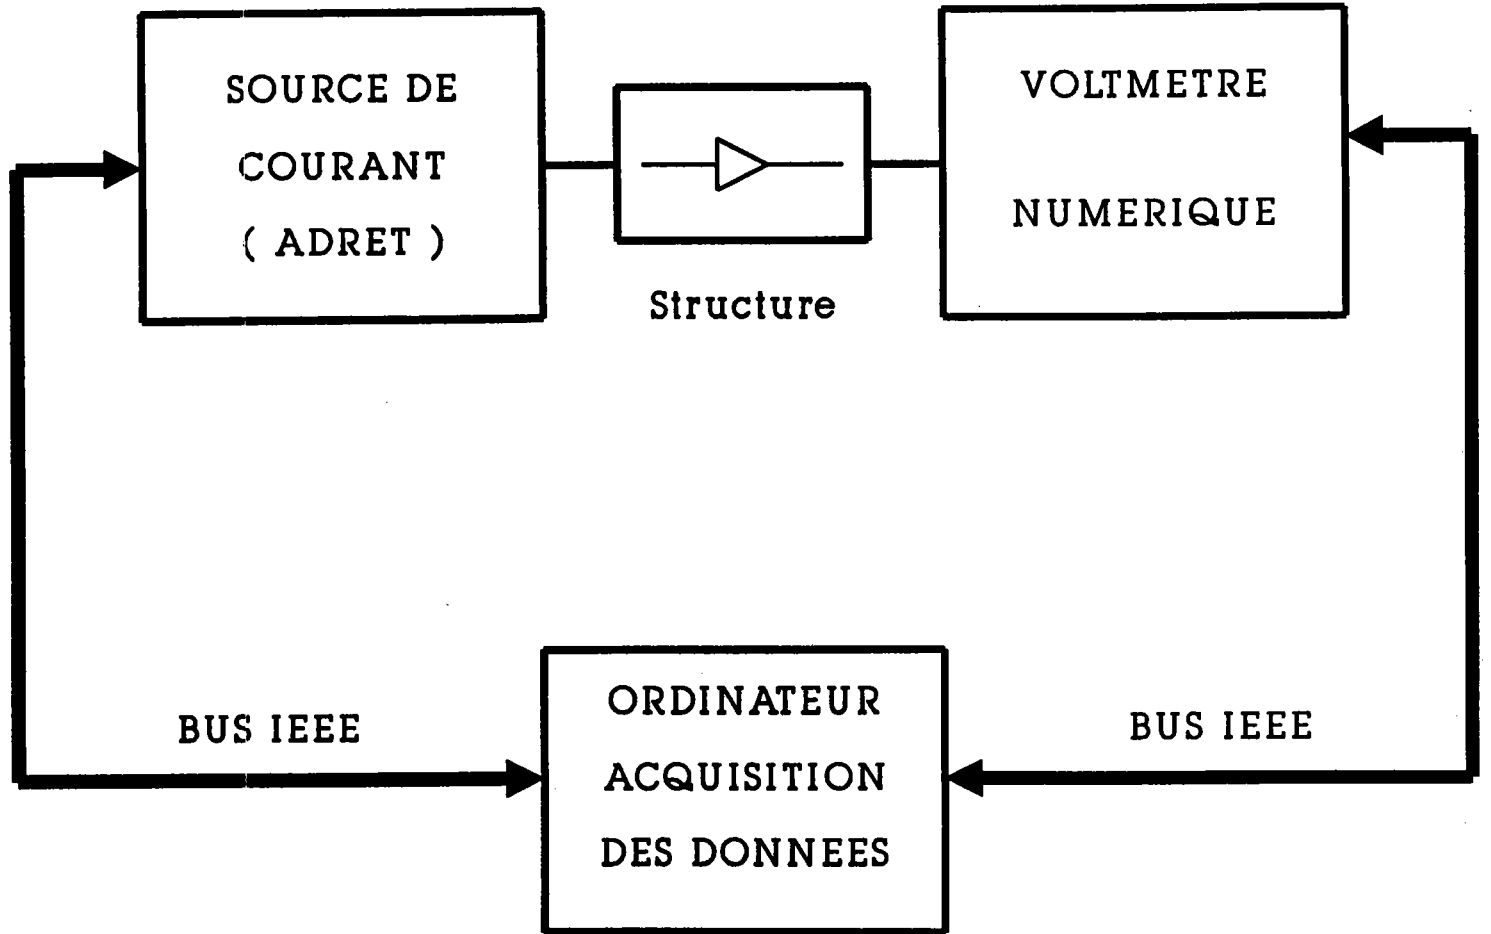 SOURCE DE
COURANT
( ADRET )
Structure
VOLTMETRE
NUMERIQUE
BUS IEEE
ORDINATEUR
ACQUISITION
DES DONNEES
BUS IEEE